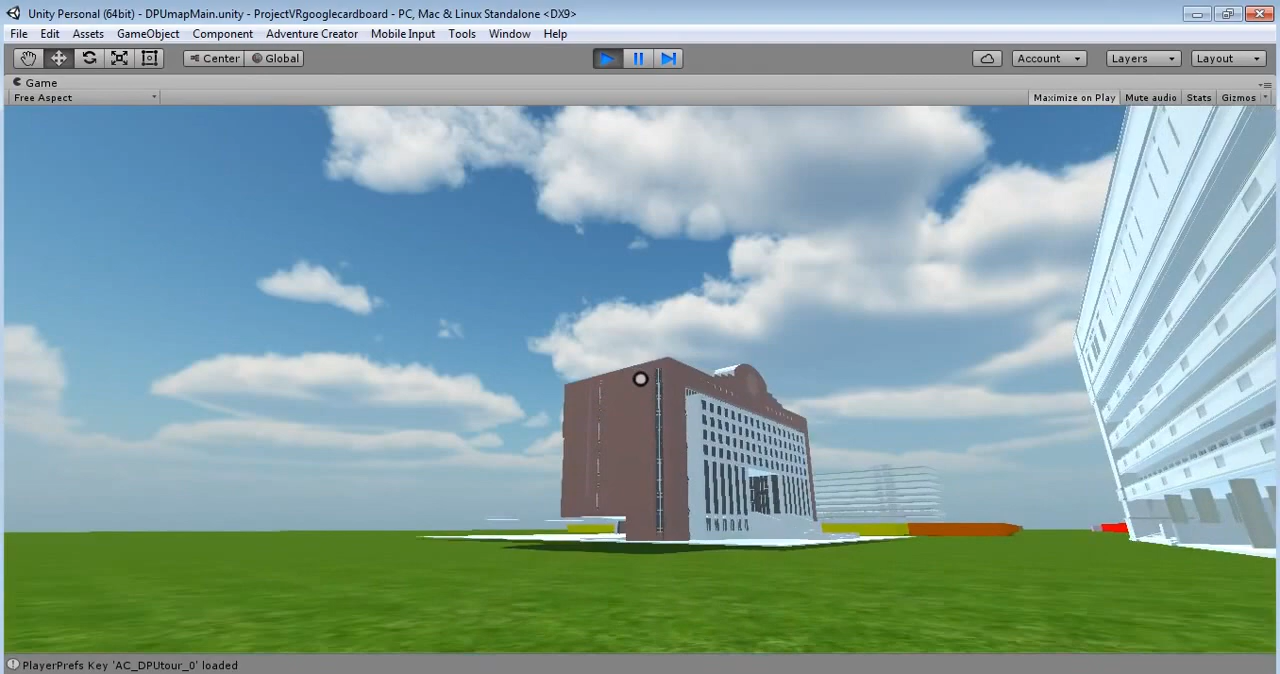 Unity Personal (64bit) - DPUmapMain.unity - ProjectVRgooglecardboard - PC, Mac & Linux Standalone <DX9>
File Edit Assets GameObject Component Adventure Creator Mobile Input Tools Window Help
Center Global Account Layers Layout
Game
Free Aspect Maximize on Play Mute audio Stats Gizmos
PlayerPrefs Key 'AC_DPUtour_0' loaded